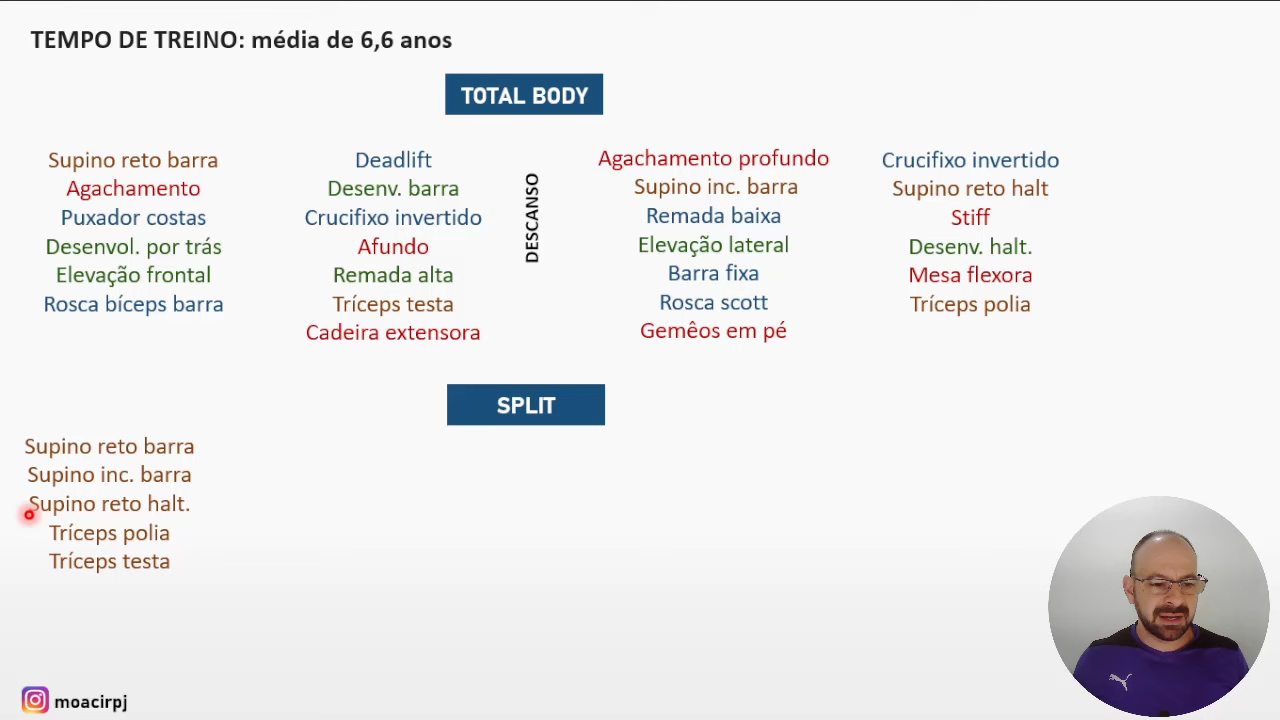 TEMPO DE TREINO: média de 6,6 anos
TOTAL BODY
Supino reto barra
Agachamento
Puxador costas
Desenvol. por trás
Elevação frontal
Rosca bíceps barra
Deadlift
Desenv. barra
Crucifixo invertido
Afundo
Remada alta
Tríceps testa
Cadeira extensora
DESCANSO
Agachamento profundo
Supino inc. barra
Remada baixa
Elevação lateral
Barra fixa
Rosca scott
Gemêos em pé
Crucifixo invertido
Supino reto halt
Stiff
Desenv. halt.
Mesa flexora
Tríceps polia
SPLIT
Supino reto barra
Supino inc. barra
Supino reto halt.
Tríceps polia
Tríceps testa
moacirpj